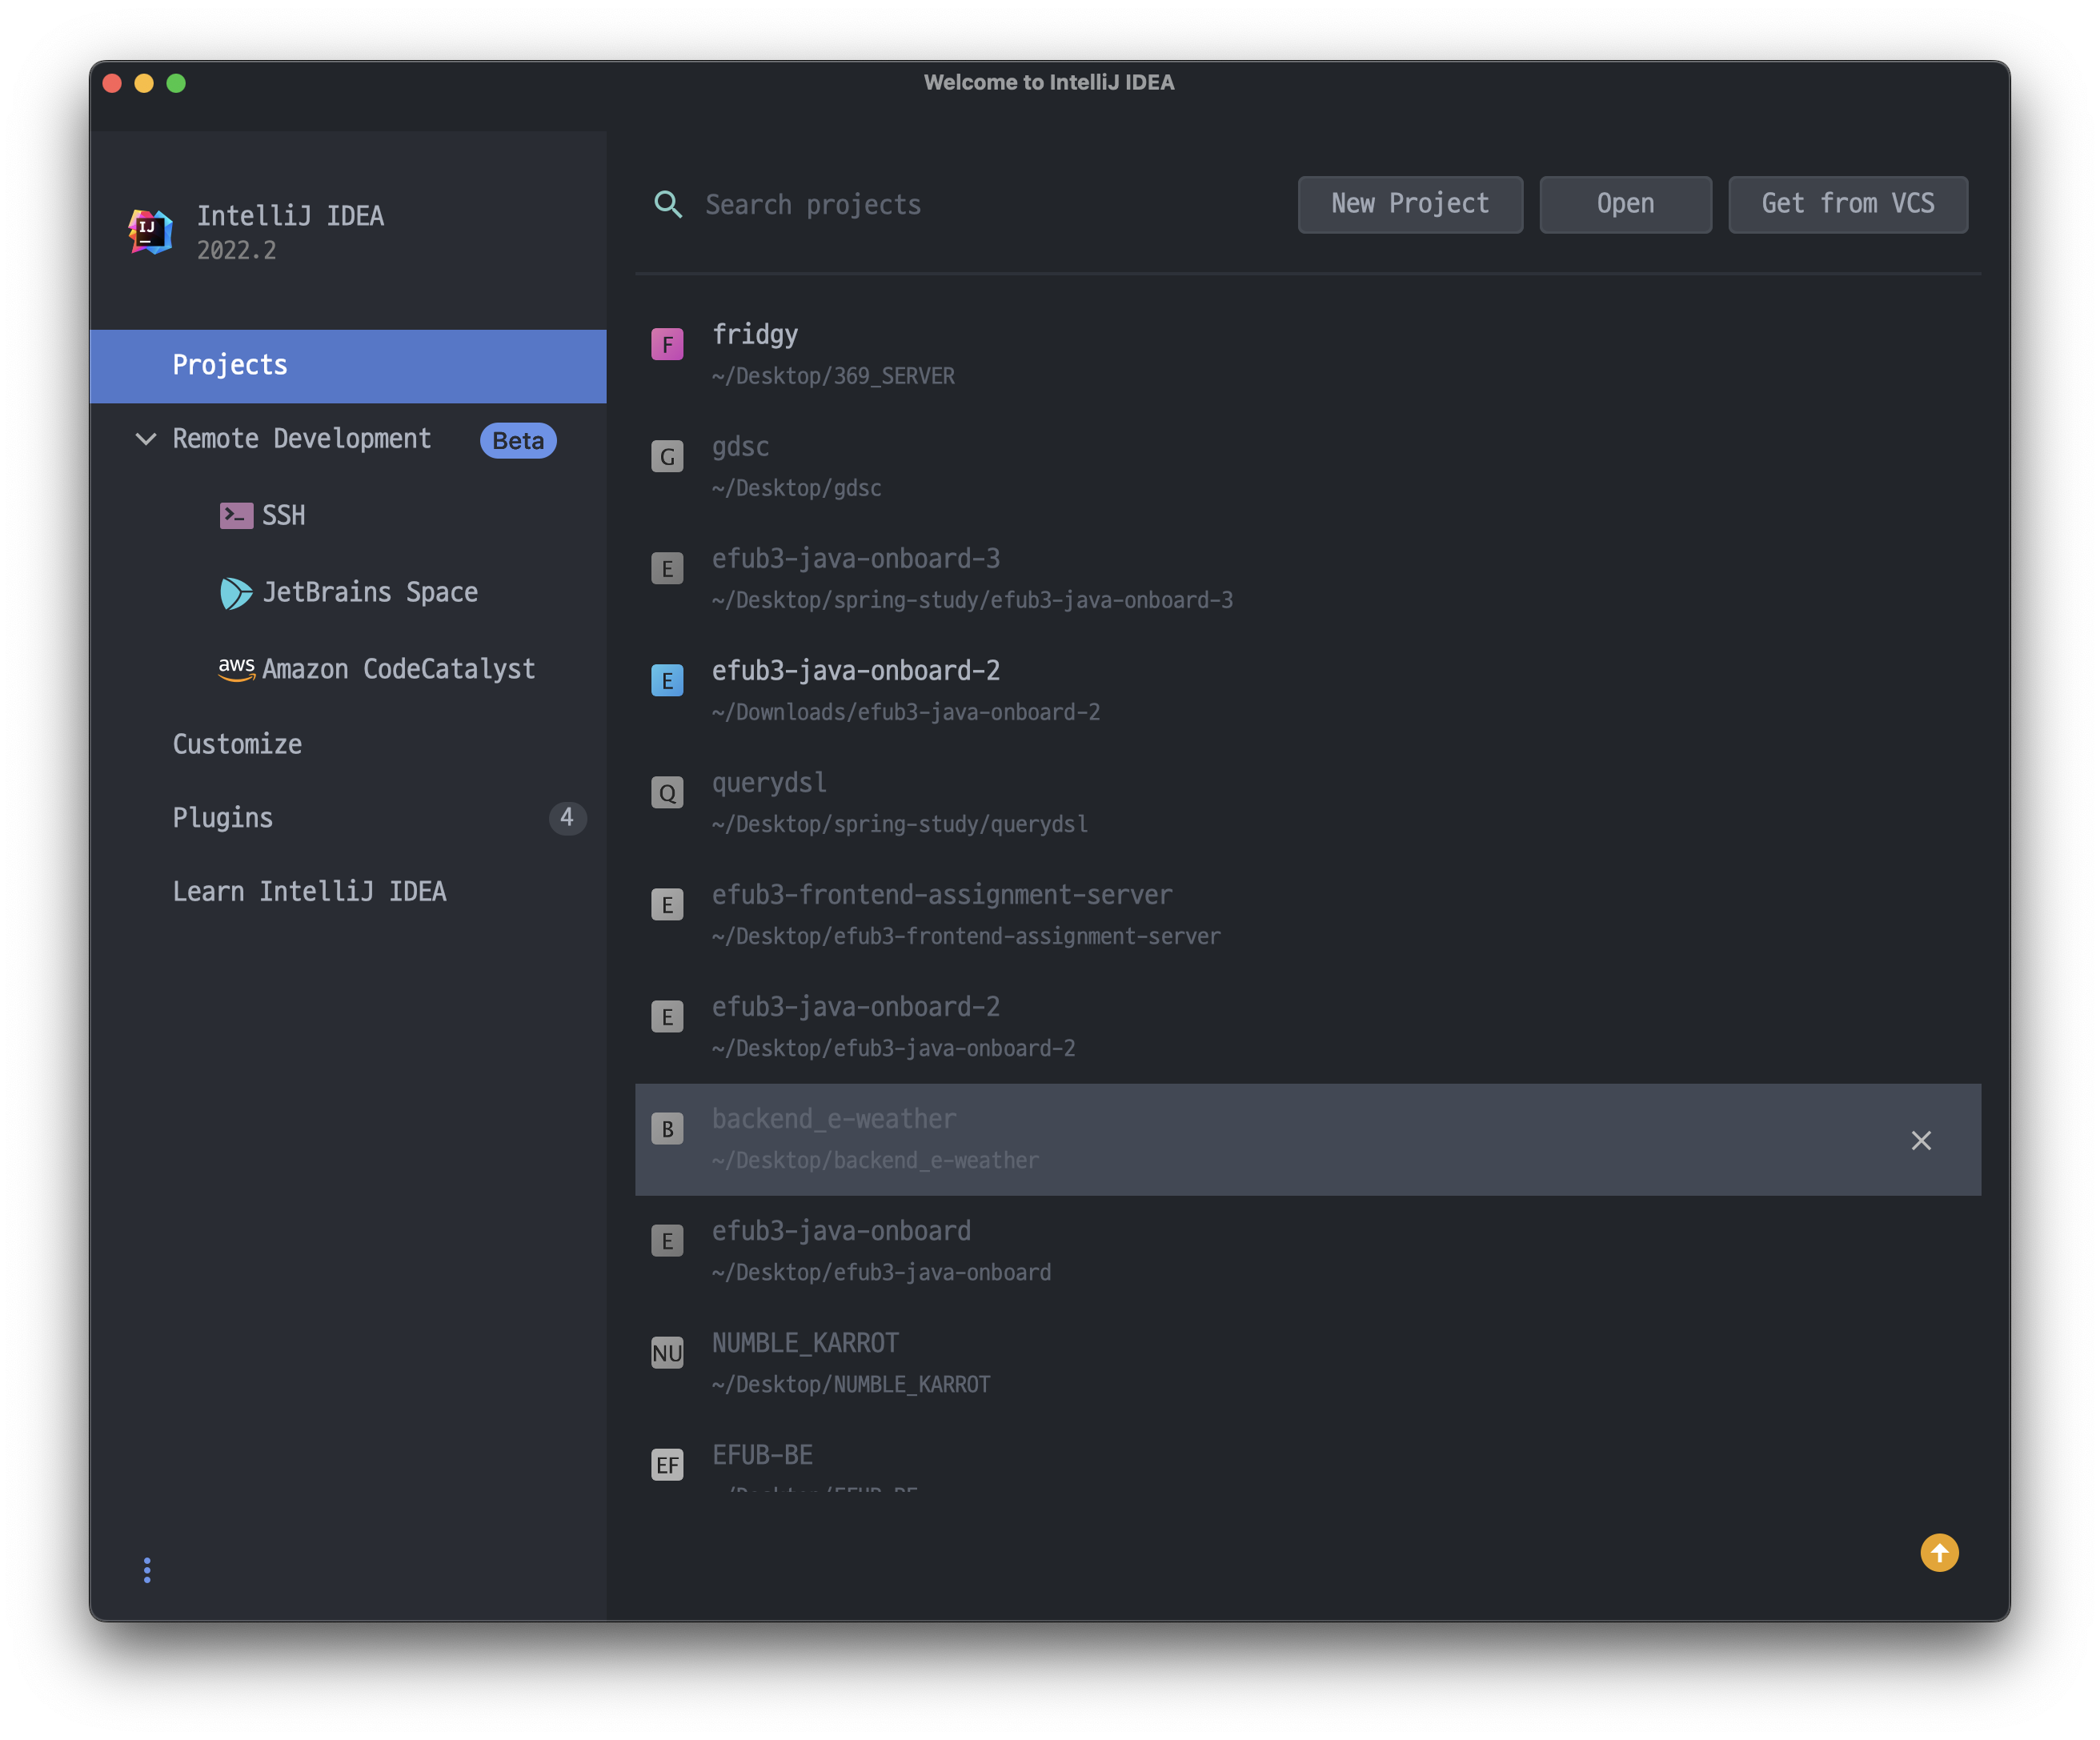 Welcome to IntelliJ IDEA
IJ
IntelliJ IDEA
2022.2
Projects
Remote Development Beta
SSH
JetBrains Space
aws Amazon CodeCatalyst
Customize
Plugins 4
Learn IntelliJ IDEA
Search projects New Project Open Get from VCS
F fridgy
~/Desktop/369_SERVER
G gdsc
~/Desktop/gdsc
E efub3-java-onboard-3
~/Desktop/spring-study/efub3-java-onboard-3
E efub3-java-onboard-2
~/Downloads/efub3-java-onboard-2
Q querydsl
~/Desktop/spring-study/querydsl
E efub3-frontend-assignment-server
~/Desktop/efub3-frontend-assignment-server
E efub3-java-onboard-2
~/Desktop/efub3-java-onboard-2
B backend_e-weather
~/Desktop/backend_e-weather
E efub3-java-onboard
~/Desktop/efub3-java-onboard
NU NUMBLE_KARROT
~/Desktop/NUMBLE_KARROT
EF EFUB-BE
~/Desktop/EFUB-BE